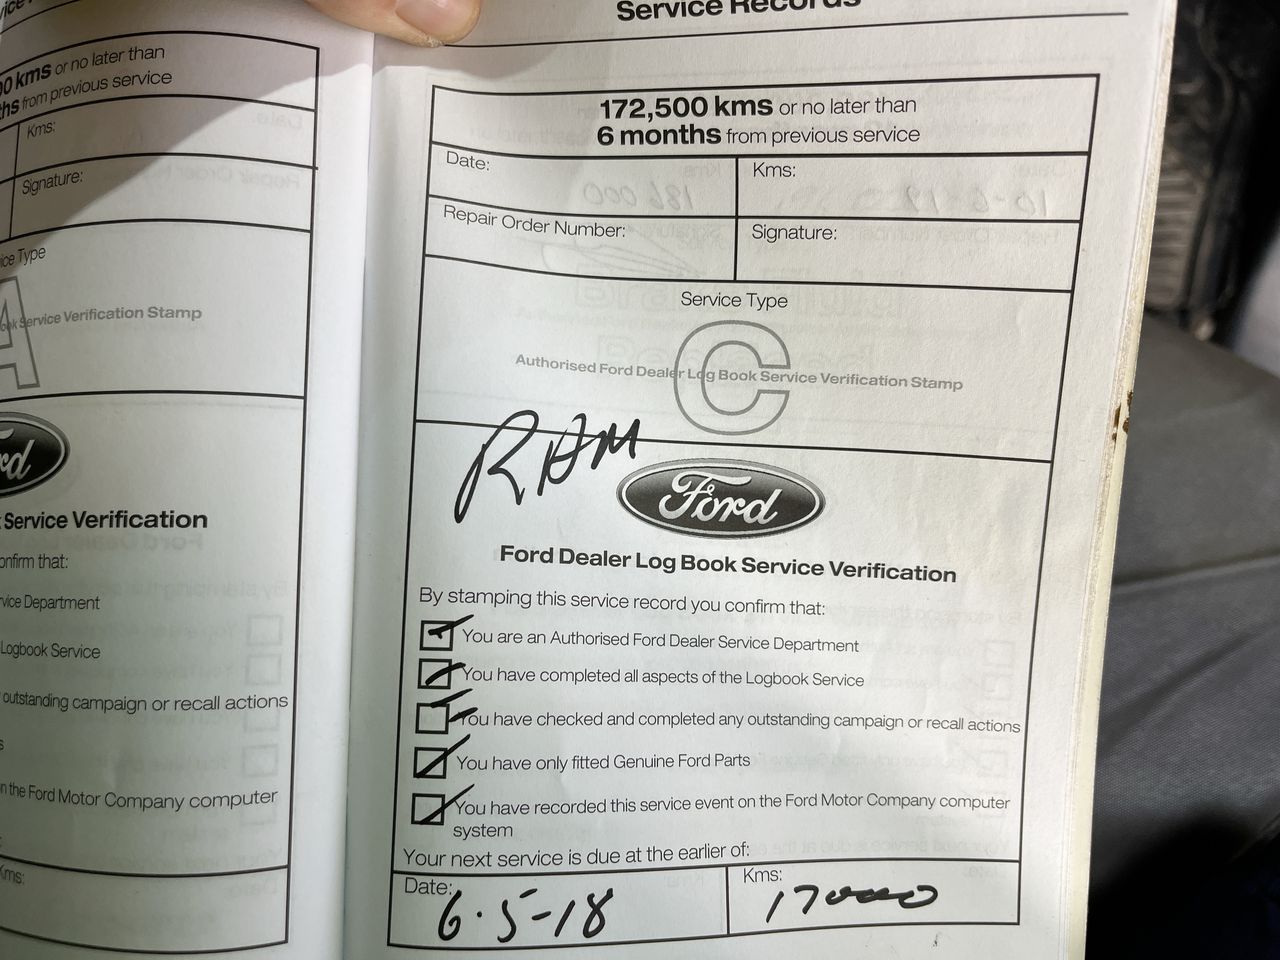 Service Records
00 kms or no later than
hs from previous service
Kms:
Signature:
ice Type
ok Service Verification Stamp
A
rd
Service Verification
onfirm that:
vice Department
Logbook Service
outstanding campaign or recall actions
s
n the Ford Motor Company computer
Kms:
172,500 kms or no later than
6 months from previous service
Date:
Kms:
Repair Order Number:
Signature:
Service Type
C
Authorised Ford Dealer Log Book Service Verification Stamp
RAM
Ford
Ford Dealer Log Book Service Verification
By stamping this service record you confirm that:
You are an Authorised Ford Dealer Service Department
You have completed all aspects of the Logbook Service
You have checked and completed any outstanding campaign or recall actions
You have only fitted Genuine Ford Parts
You have recorded this service event on the Ford Motor Company computer
system
Your next service is due at the earlier of:
Date: 6.5-18
Kms: 170000